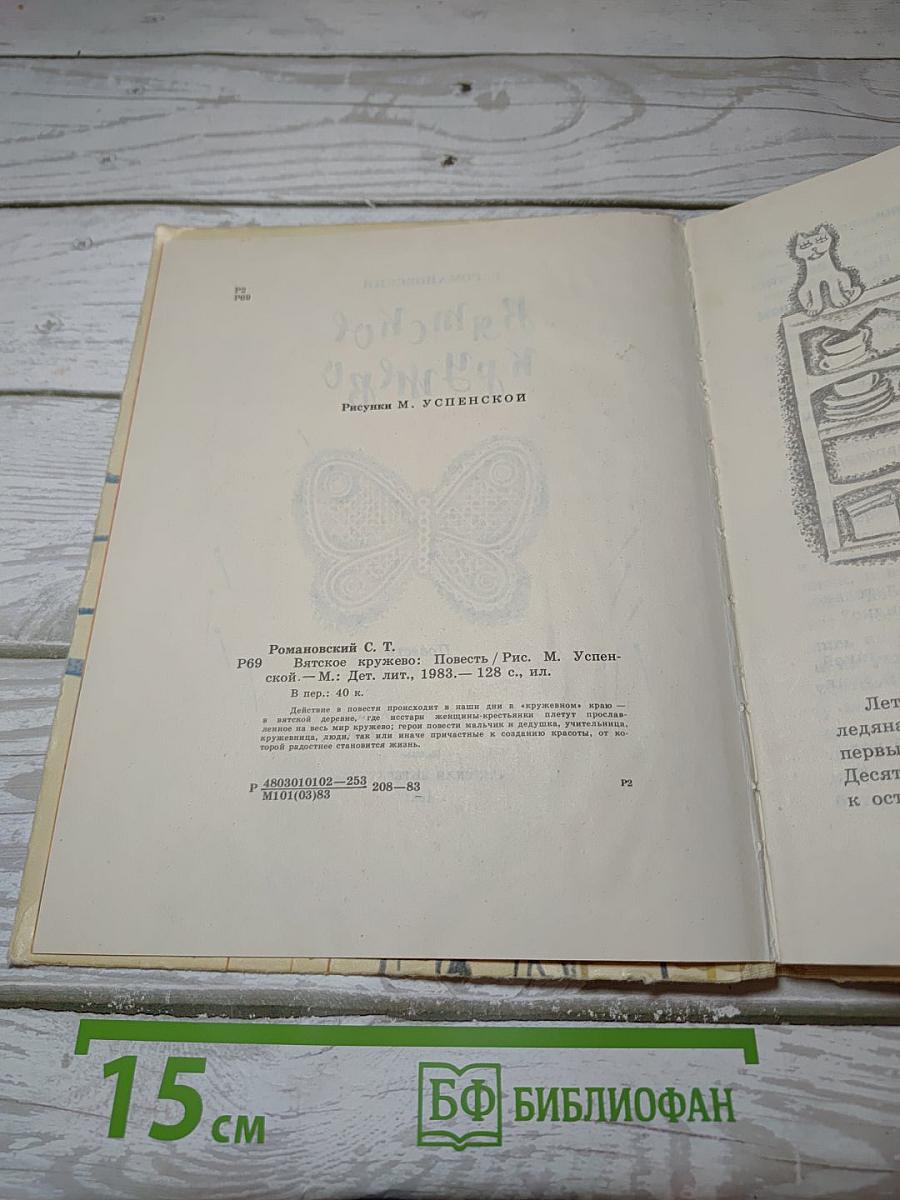 Р2
Р69
Рисунки М. УСПЕНСКОЙ
Романовский С. Т.
Р69 Вятское кружево: Повесть / Рис. М. Успен-
ской. — М.: Дет. лит., 1983. — 128 с., ил.
В пер.: 40 к.
Действие в повести происходит в наши дни в «кружевном» краю —
в вятской деревне, где исстари женщины-крестьянки плетут прослав-
ленное на весь мир кружево; герои повести мальчик и дедушка, учительница,
кружевница, люди, так или иначе причастные к созданию красоты, от ко-
торой радостнее становится жизнь.
Р 4803010102—253 208—83
М101(03)83
Р2
Лет
ледяна
первы
Десят
к ост
15 см
БФ БИБЛИОФАН